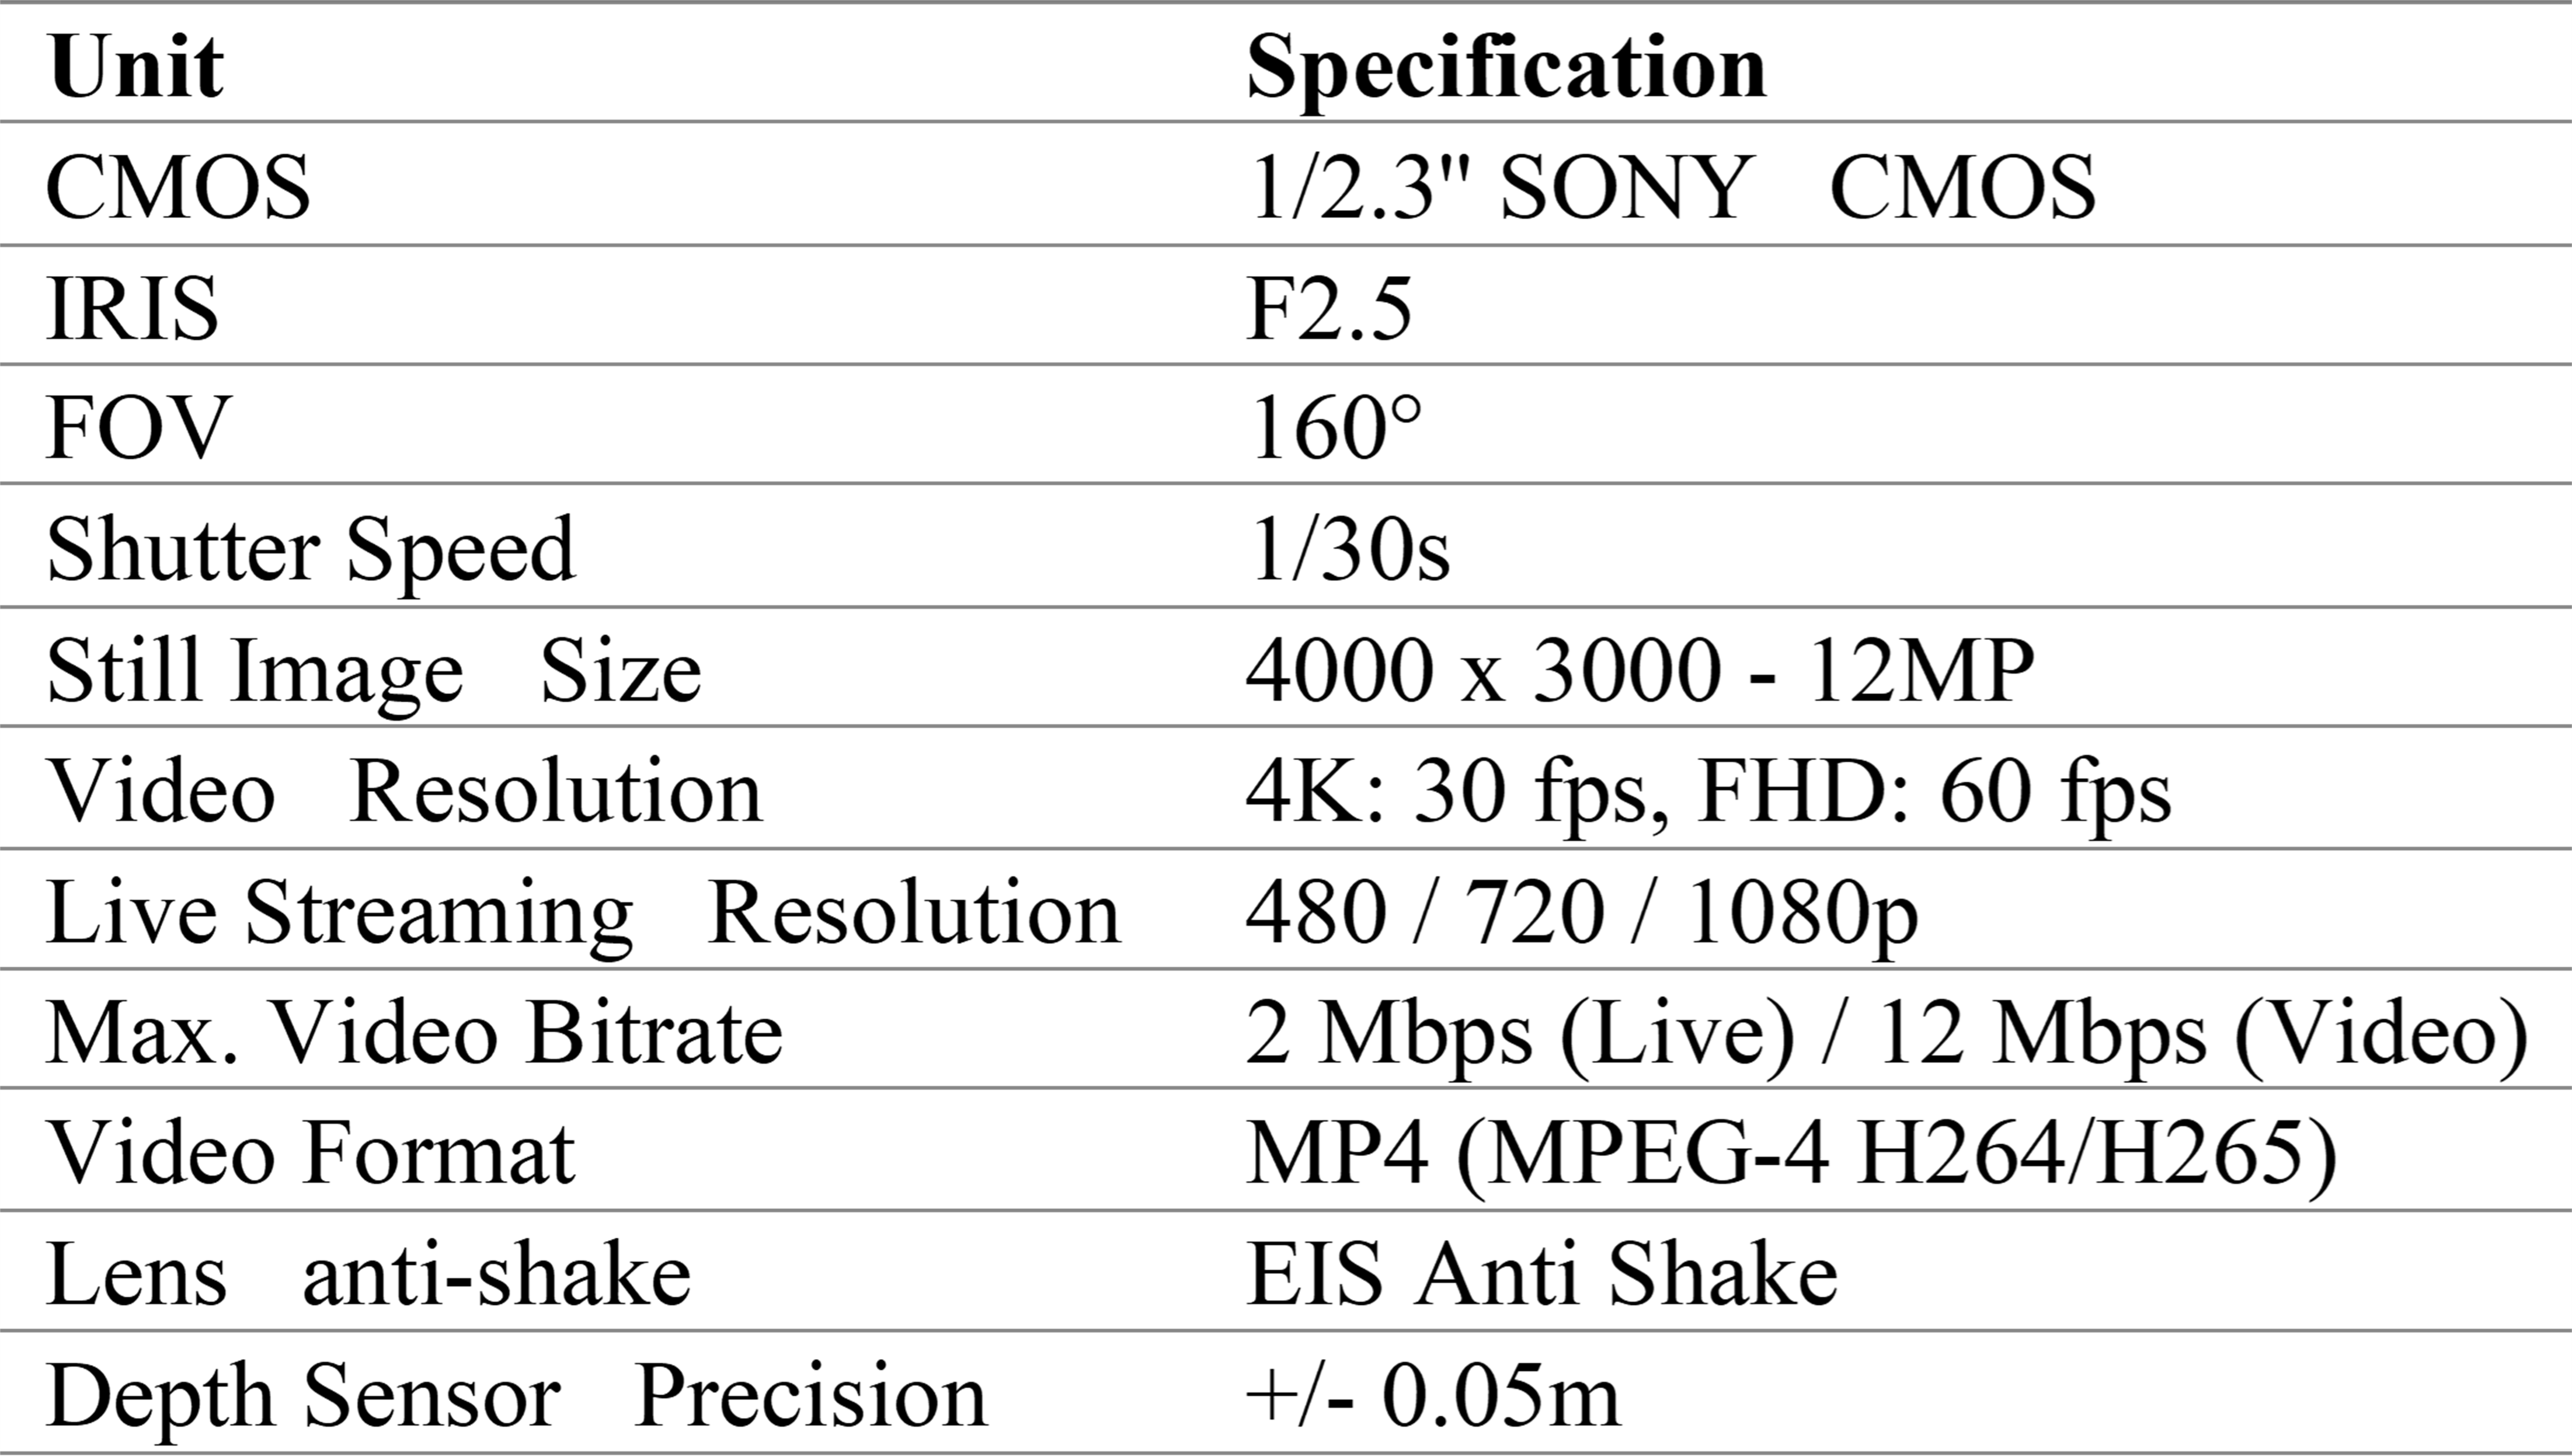 Unit Specification
CMOS 1/2.3" SONY CMOS
IRIS F2.5
FOV 160°
Shutter Speed 1/30s
Still Image Size 4000 x 3000 - 12MP
Video Resolution 4K: 30 fps, FHD: 60 fps
Live Streaming Resolution 480 / 720 / 1080p
Max. Video Bitrate 2 Mbps (Live) / 12 Mbps (Video)
Video Format MP4 (MPEG-4 H264/H265)
Lens anti-shake EIS Anti Shake
Depth Sensor Precision +/- 0.05m